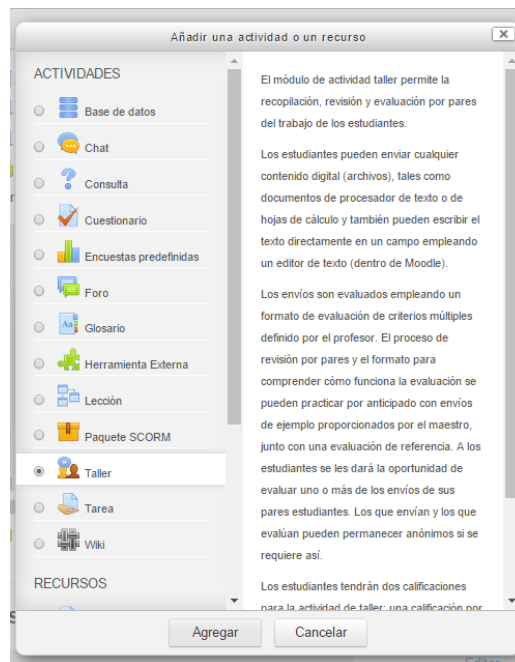 Añadir una actividad o un recurso
ACTIVIDADES
Base de datos
Chat
Consulta
Cuestionario
Encuestas predefinidas
Foro
Glosario
Herramienta Externa
Lección
Paquete SCORM
Taller
Tarea
Wiki
RECURSOS
El módulo de actividad taller permite la
recopilación, revisión y evaluación por pares
del trabajo de los estudiantes.
Los estudiantes pueden enviar cualquier
contenido digital (archivos), tales como
documentos de procesador de texto o de
hojas de cálculo y también pueden escribir el
texto directamente en un campo empleando
un editor de texto (dentro de Moodle).
Los envíos son evaluados empleando un
formato de evaluación de criterios múltiples
definido por el profesor. El proceso de
revisión por pares y el formato para
comprender cómo funciona la evaluación se
pueden practicar por anticipado con envíos
de ejemplo proporcionados por el maestro,
junto con una evaluación de referencia. A los
estudiantes se les dará la oportunidad de
evaluar uno o más de los envíos de sus
pares estudiantes. Los que envían y los que
evalúan pueden permanecer anónimos si se
requiere así.
Los estudiantes tendrán dos calificaciones
para la actividad de taller: una calificación por
Agregar
Cancelar